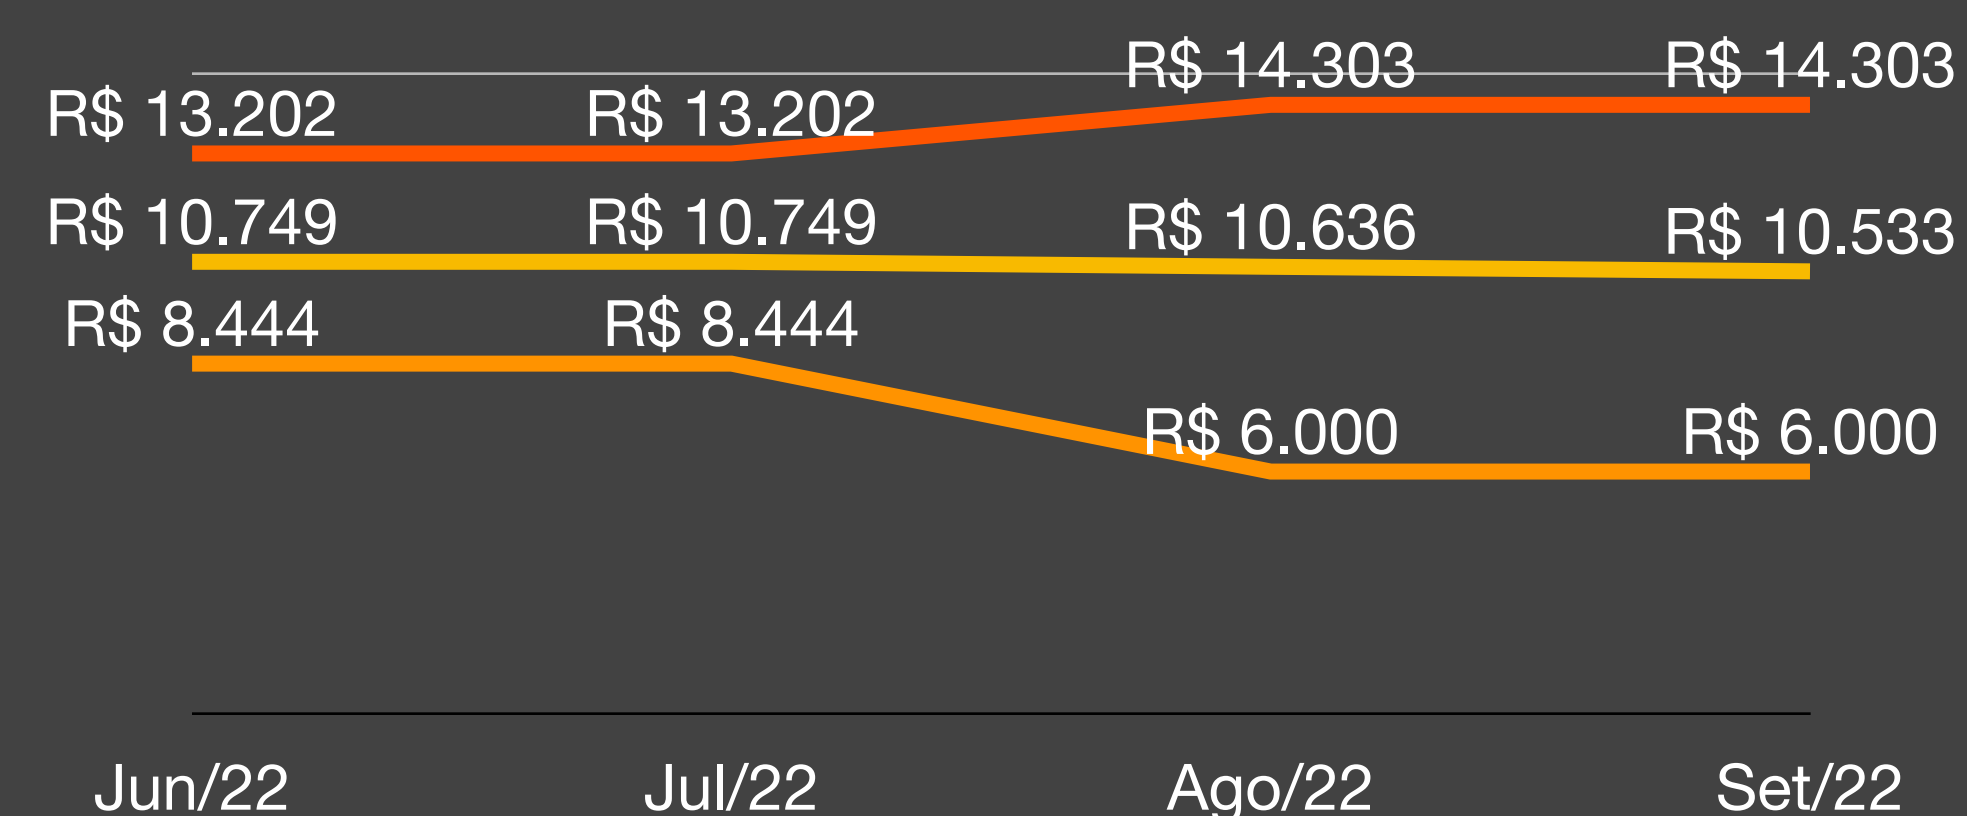 R$ 14.303 R$ 14.303
R$ 13.202 R$ 13.202
R$ 10.749 R$ 10.749 R$ 10.636 R$ 10.533
R$ 8.444 R$ 8.444
R$ 6.000 R$ 6.000
Jun/22 Jul/22 Ago/22 Set/22